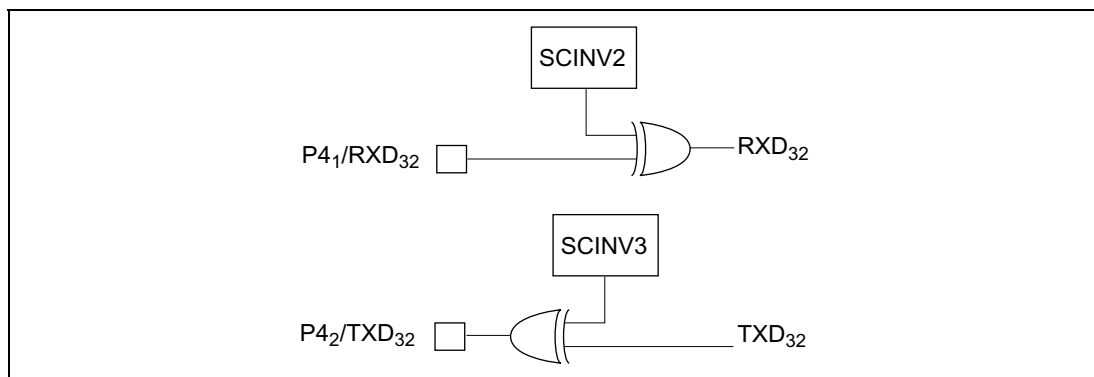 SCINV2
P4₁/RXD₃₂
RXD₃₂
SCINV3
P4₂/TXD₃₂
TXD₃₂